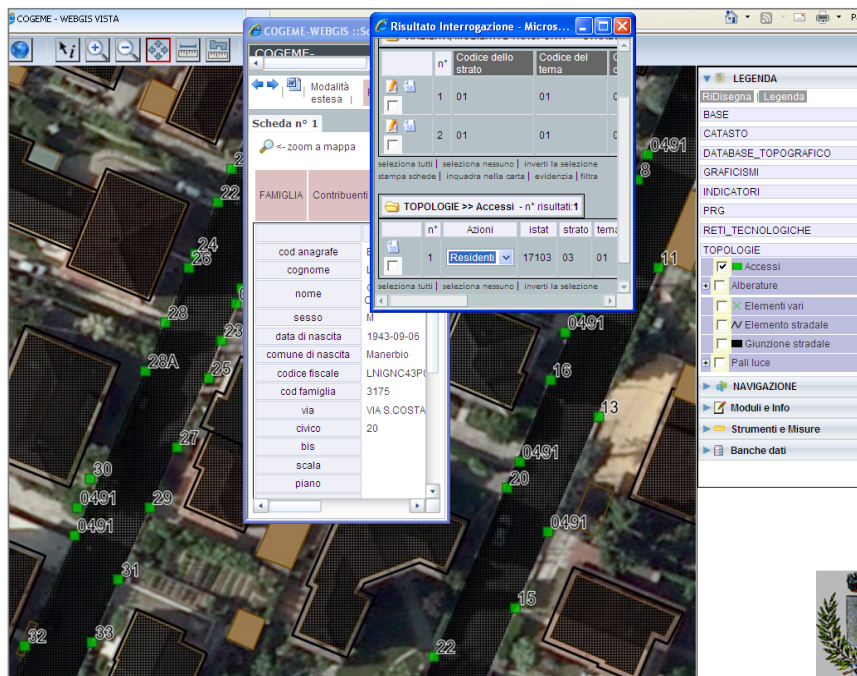 COGEME - WEBGIS VISTA
COGEME-WEBGIS ::Sc
COGEME-
Modalità
estesa |
Scheda n° 1
<- zoom a mappa
FAMIGLIA Contribuenti
cod anagrafe
cognome L
nome
sesso M
data di nascita 1943-09-06
comune di nascita Manerbio
codice fiscale
cod famiglia 3175
via VIA S.COSTA
civico 20
bis
scala
piano
Risultato Interrogazione - Micros...
n° Codice dello strato Codice del tema
1 01 01
2 01 01
seleziona tutti | seleziona nessuno | inverti la selezione
stampa schede | inquadra nella carta | evidenzia | filtra
TOPOLOGIE >> Accessi - n° risultati:1
n° Azioni istat strato tema
1 Residenti 17103 03 01
seleziona tutti | seleziona nessuno | inverti la selezione
LEGENDA
RiDisegna | Legenda
BASE
CATASTO
DATABASE_TOPOGRAFICO
GRAFICISMI
INDICATORI
PRG
RETI_TECNOLOGICHE
TOPOLOGIE
Accessi
Alberature
Elementi vari
Elemento stradale
Giunzione stradale
Pali luce
NAVIGAZIONE
Moduli e Info
Strumenti e Misure
Banche dati
22
24
26
28
23
28A
25
27
30
0491
29
0491
31
32
33
0491
8
11
0491
16
13
0491
20
0491
15
22